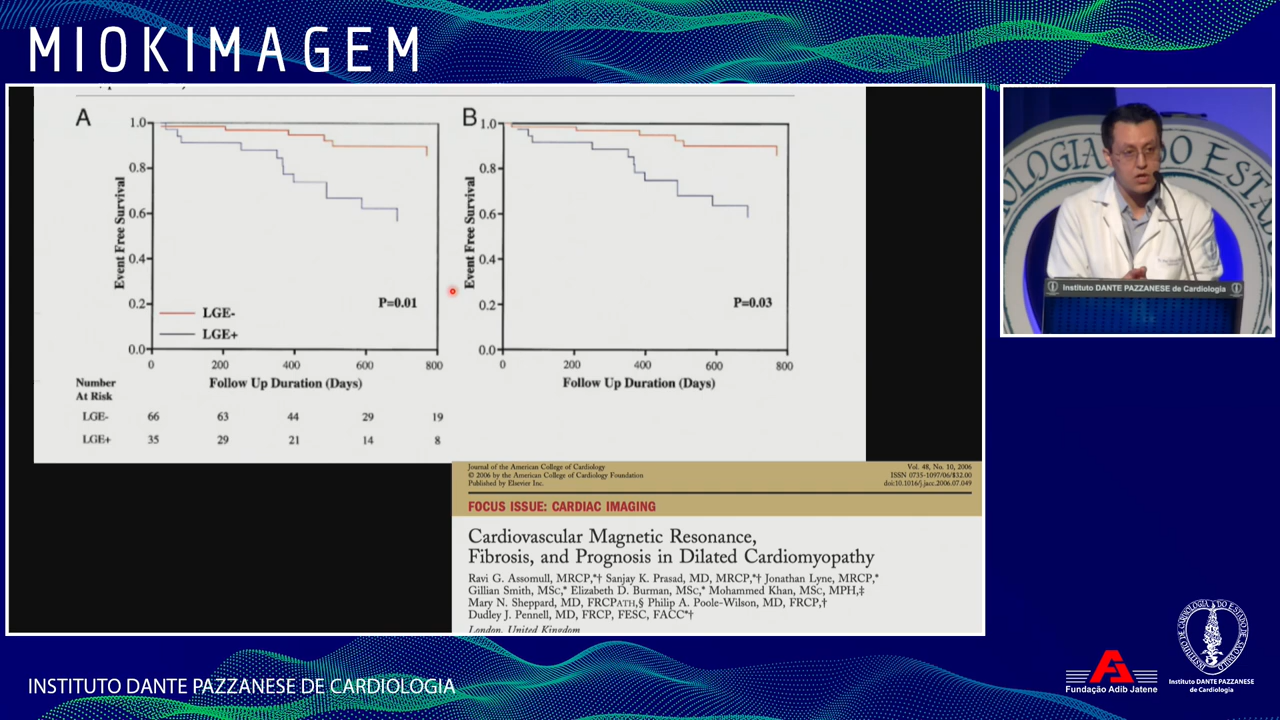 MIOKIMAGEM
A
B
1.0
0.8
0.6
0.4
0.2
0.0
Event Free Survival
P=0.01
LGE-
LGE+
0 200 400 600 800
Follow Up Duration (Days)
1.0
0.8
0.6
0.4
0.2
0.0
Event Free Survival
P=0.03
0 200 400 600 800
Follow Up Duration (Days)
Number
At Risk
LGE- 66 63 44 29 19
LGE+ 35 29 21 14 8
Journal of the American College of Cardiology
© 2006 by the American College of Cardiology Foundation
Published by Elsevier Inc.
Vol. 48, No. 10, 2006
ISSN 0735-1097/06/$32.00
doi:10.1016/j.jacc.2006.07.049
FOCUS ISSUE: CARDIAC IMAGING
Cardiovascular Magnetic Resonance,
Fibrosis, and Prognosis in Dilated Cardiomyopathy
Ravi G. Assomull, MRCP,*† Sanjay K. Prasad, MD, MRCP,*† Jonathan Lyne, MRCP,*
Gillian Smith, MSc,* Elizabeth D. Burman, MSc,* Mohammed Khan, MSc, MPH,‡
Mary N. Sheppard, MD, FRCPath,§ Philip A. Poole-Wilson, MD, FRCP,†
Dudley J. Pennell, MD, FRCP, FESC, FACC*†
London, United Kingdom
Instituto DANTE PAZZANESE de Cardiologia
INSTITUTO DANTE PAZZANESE DE CARDIOLOGIA
Fundação Adib Jatene
INSTITUTO DE CARDIOLOGIA DO ESTADO DE SÃO PAULO
Instituto DANTE PAZZANESE
de Cardiologia